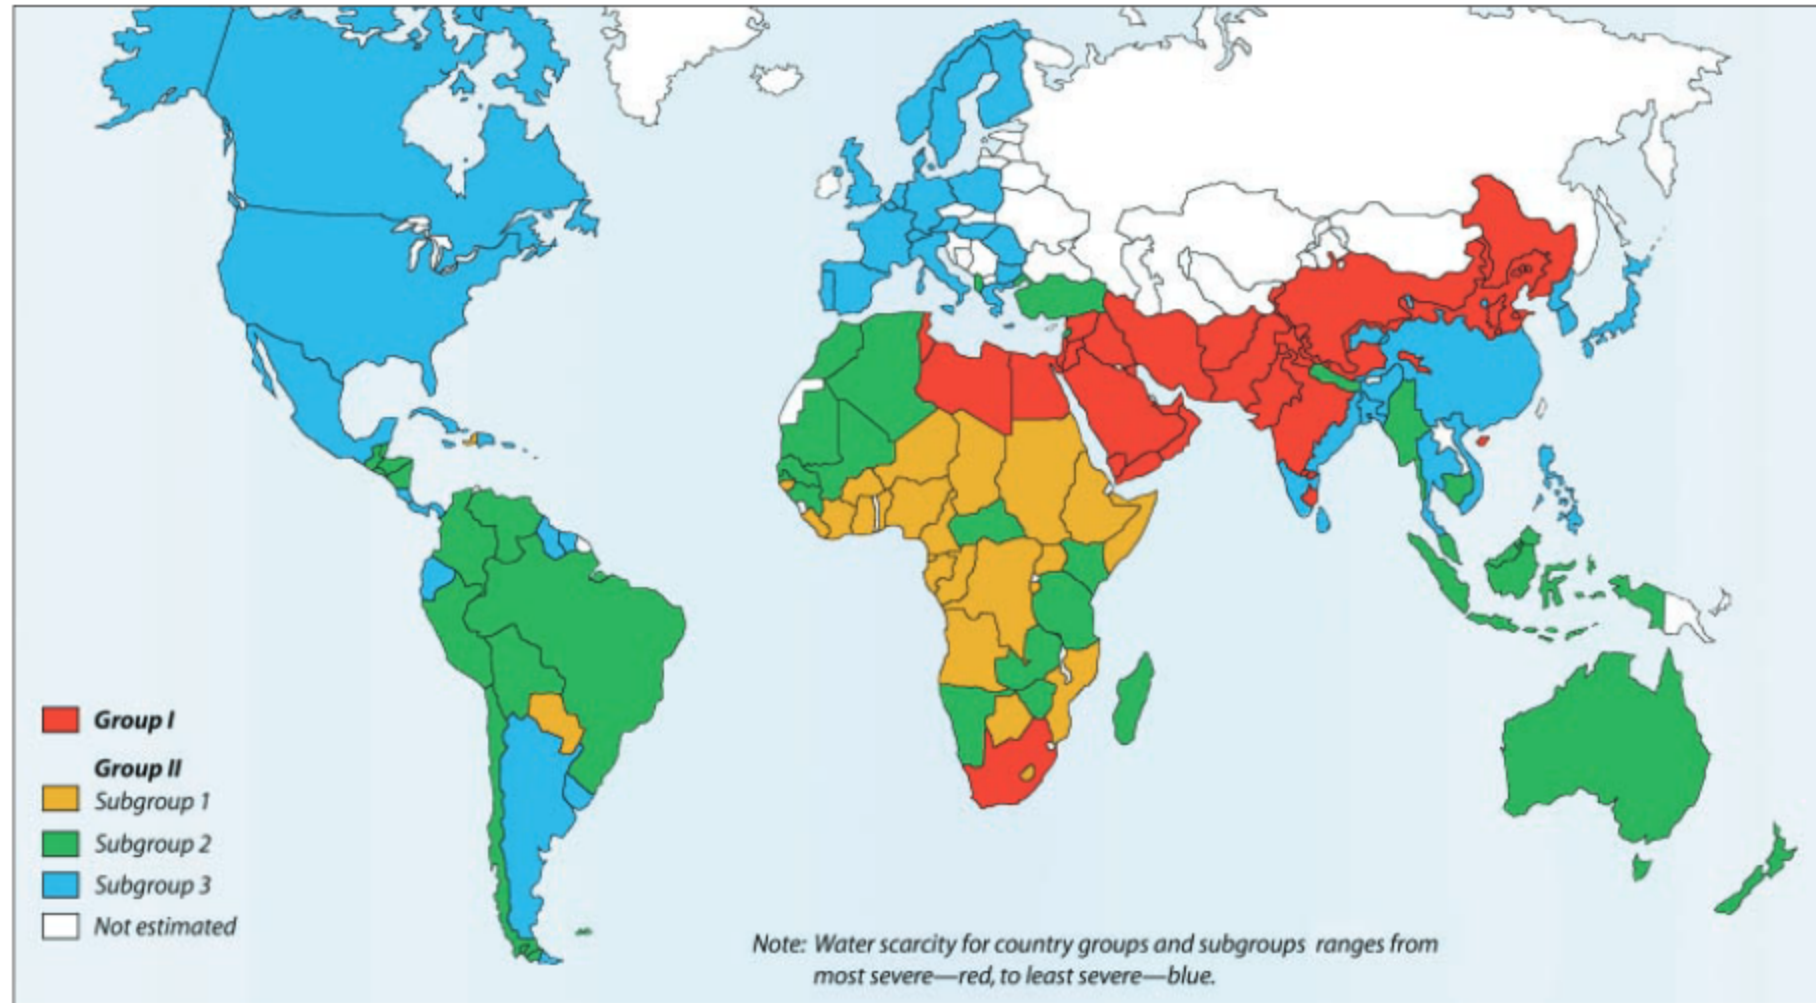 Group I
Group II
Subgroup 1
Subgroup 2
Subgroup 3
Not estimated
Note: Water scarcity for country groups and subgroups ranges from
most severe—red, to least severe—blue.